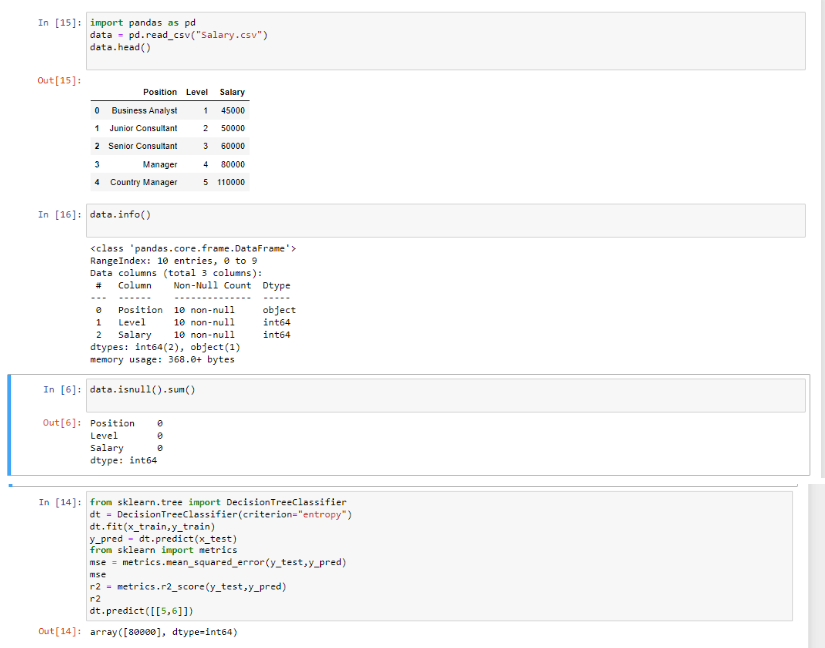 In [15]: import pandas as pd
data = pd.read_csv("Salary.csv")
data.head()
Out[15]:
Position Level Salary
0 Business Analyst 1 45000
1 Junior Consultant 2 50000
2 Senior Consultant 3 60000
3 Manager 4 80000
4 Country Manager 5 110000
In [16]: data.info()
<class 'pandas.core.frame.DataFrame'>
RangeIndex: 10 entries, 0 to 9
Data columns (total 3 columns):
# Column Non-Null Count Dtype
--- ------ -------------- -----
0 Position 10 non-null object
1 Level 10 non-null int64
2 Salary 10 non-null int64
dtypes: int64(2), object(1)
memory usage: 368.0+ bytes
In [6]: data.isnull().sum()
Out[6]: Position 0
Level 0
Salary 0
dtype: int64
In [14]: from sklearn.tree import DecisionTreeClassifier
dt = DecisionTreeClassifier(criterion="entropy")
dt.fit(x_train,y_train)
y_pred = dt.predict(x_test)
from sklearn import metrics
mse = metrics.mean_squared_error(y_test,y_pred)
mse
r2 = metrics.r2_score(y_test,y_pred)
r2
dt.predict([[5,6]])
Out[14]: array([80000], dtype=int64)